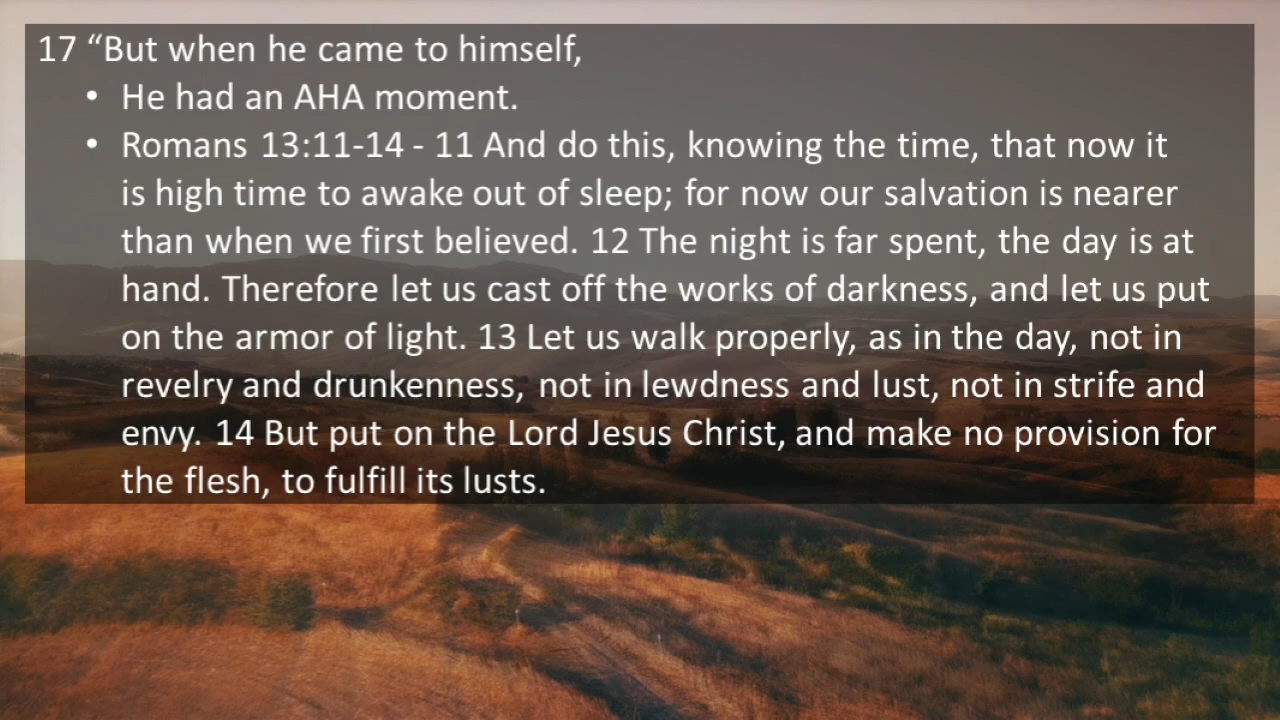 17 “But when he came to himself,
• He had an AHA moment.
• Romans 13:11-14 - 11 And do this, knowing the time, that now it
is high time to awake out of sleep; for now our salvation is nearer
than when we first believed. 12 The night is far spent, the day is at
hand. Therefore let us cast off the works of darkness, and let us put
on the armor of light. 13 Let us walk properly, as in the day, not in
revelry and drunkenness, not in lewdness and lust, not in strife and
envy. 14 But put on the Lord Jesus Christ, and make no provision for
the flesh, to fulfill its lusts.